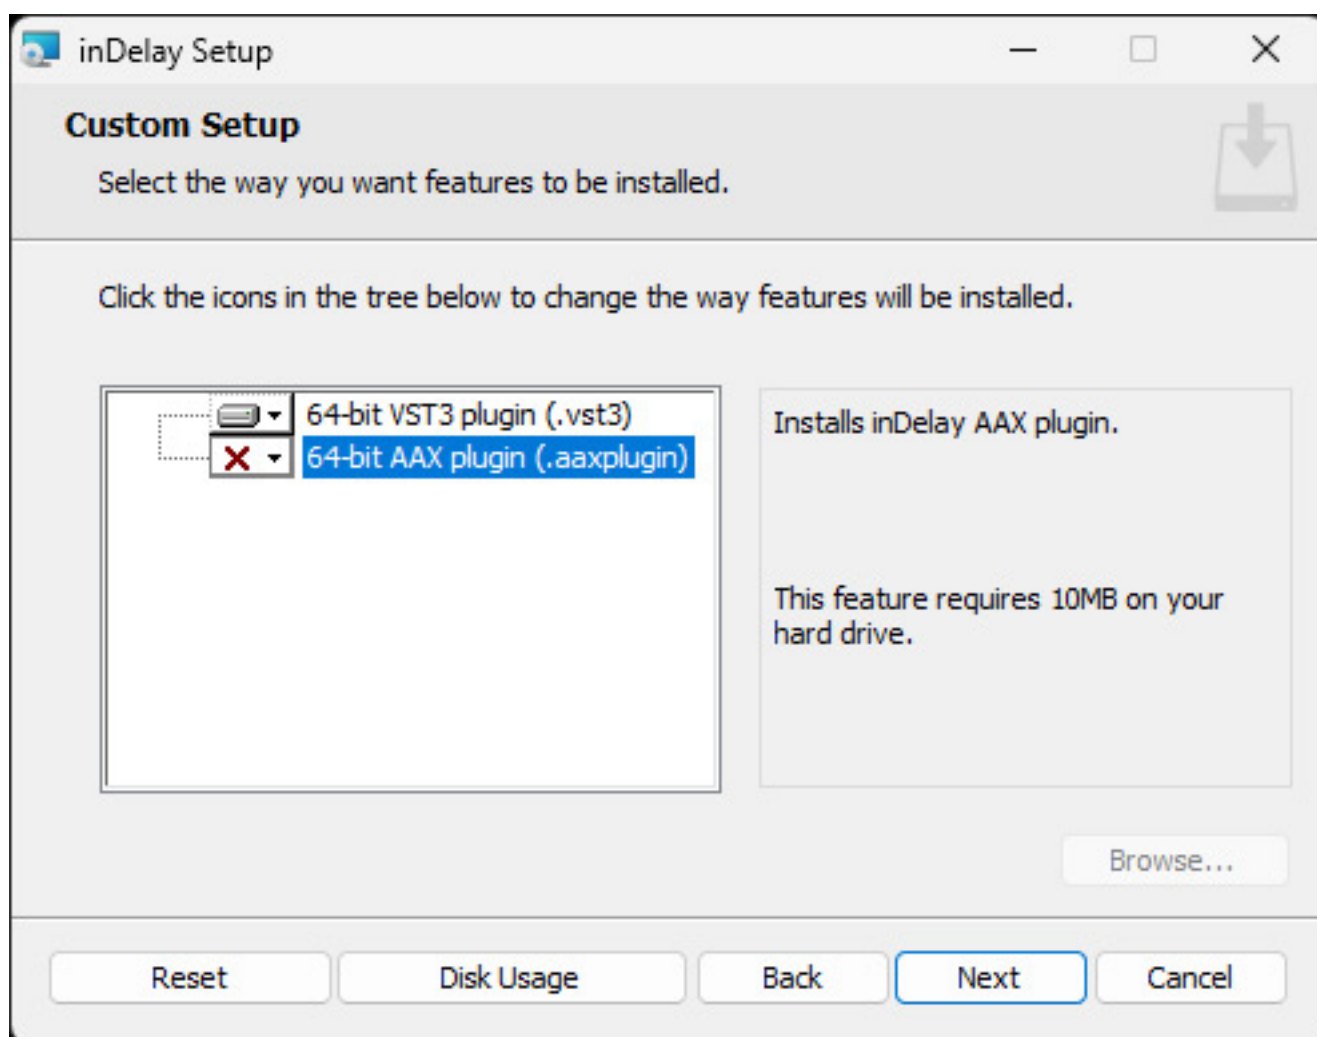 inDelay Setup
Custom Setup
Select the way you want features to be installed.
Click the icons in the tree below to change the way features will be installed.
64-bit VST3 plugin (.vst3)
64-bit AAX plugin (.aaxplugin)
Installs inDelay AAX plugin.
This feature requires 10MB on your
hard drive.
Browse...
Reset
Disk Usage
Back
Next
Cancel